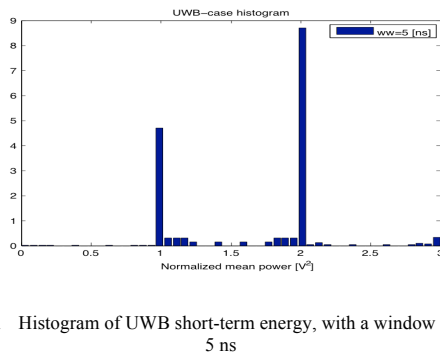 UWB-case histogram
9
8
7
6
5
4
3
2
1
0
ww=5 [ns]
0 0.5 1 1.5 2 2.5 3
Normalized mean power [V²]
Histogram of UWB short-term energy, with a window
5 ns